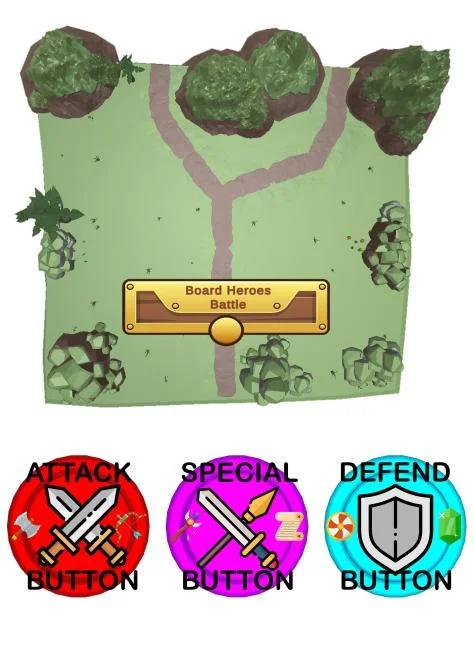 Board Heroes
Battle
ATTACK
BUTTON
SPECIAL
BUTTON
DEFEND
BUTTON